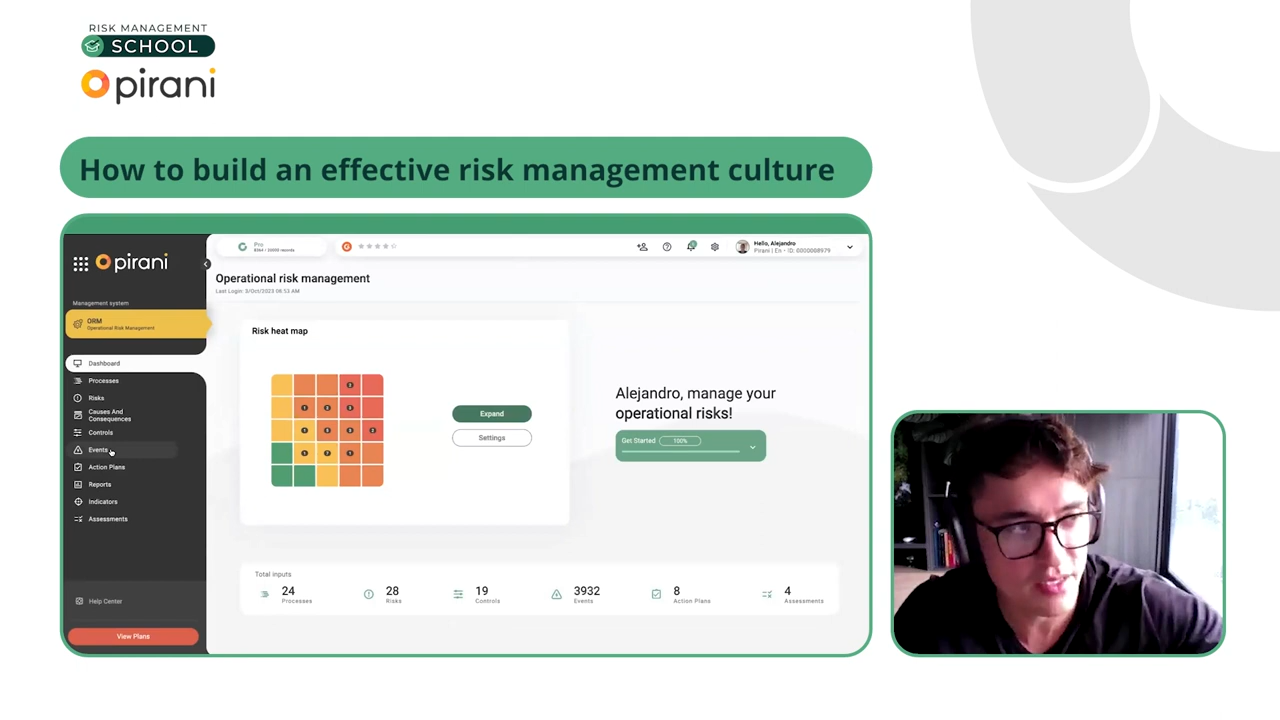 RISK MANAGEMENT
SCHOOL
pirani
How to build an effective risk management culture
pirani
Pro
Hello, Alejandro
Operational risk management
Management system
Risk heat map
ORM
Operational Risk Management
Dashboard
Processes
Risks
Causes And
Consequences
Controls
Events
Action Plans
Reports
Indicators
Assessments
Expand
Settings
Alejandro, manage your
operational risks!
Get Started 100%
Total inputs
24 28 19 3932 8 4
Processes Risks Controls Events Action Plans Assessments
Help Center
View Plans